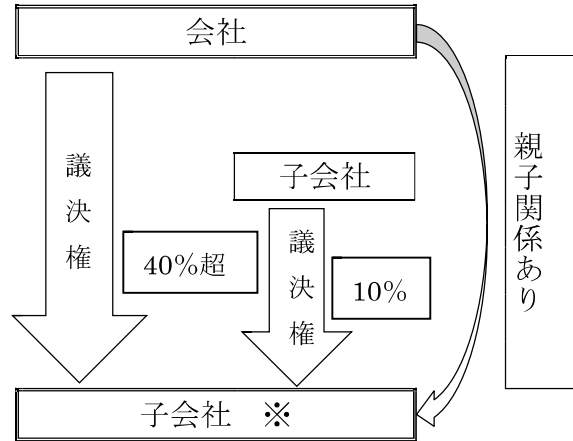 会社
議決権
子会社
40%超
議決権
10%
親子関係あり
子会社 ※